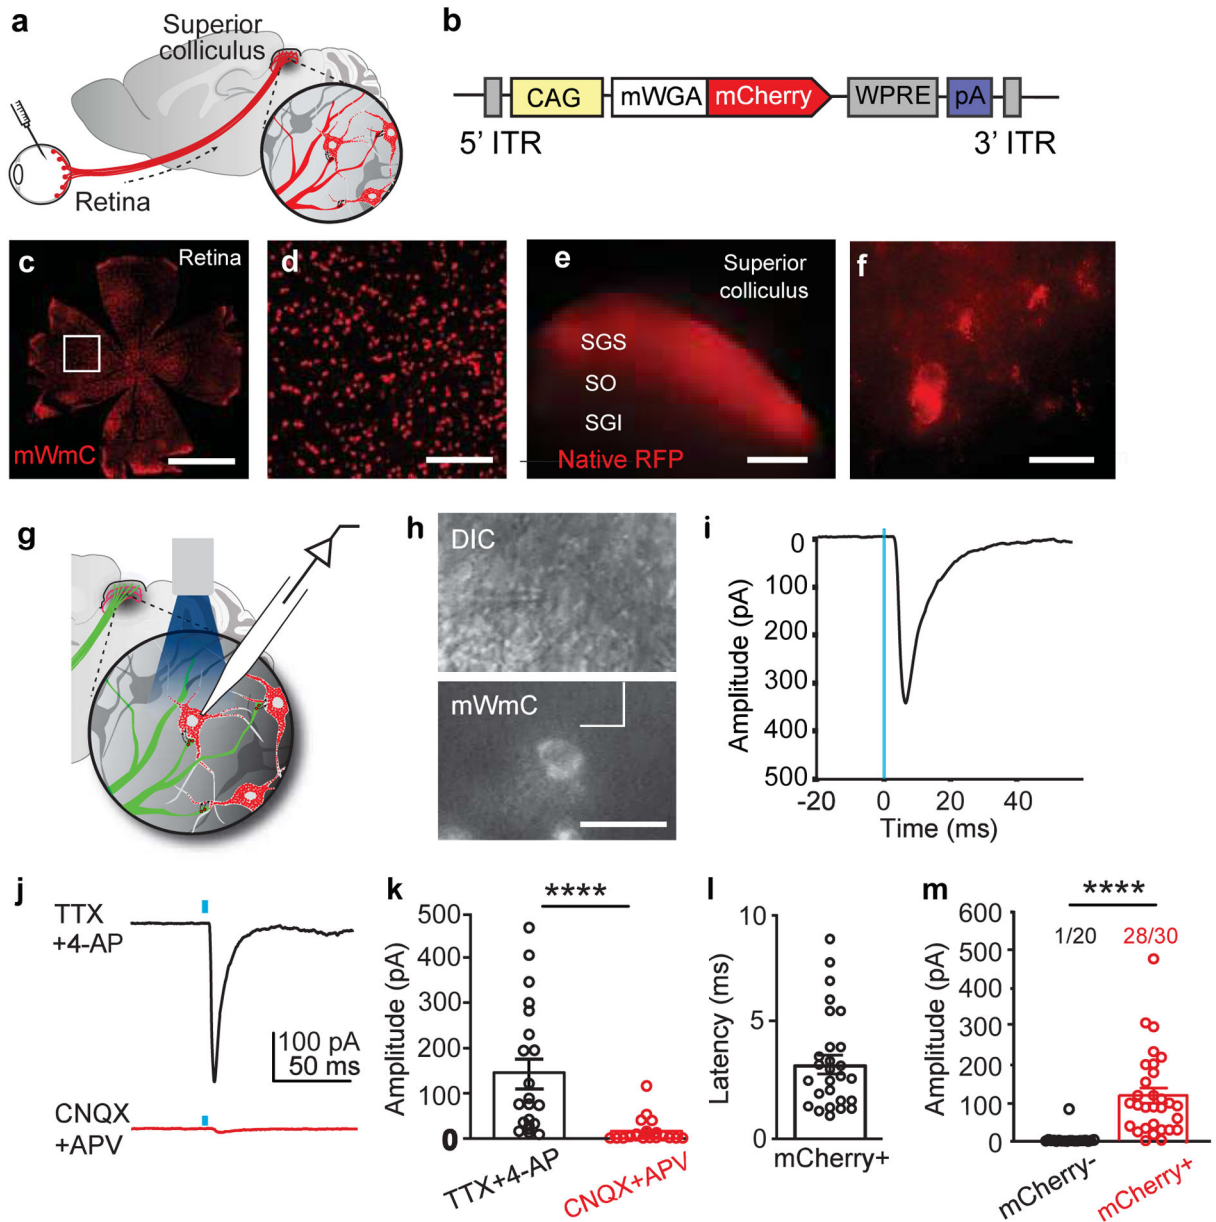 a
Superior
colliculus
Retina
b
CAG
mWGA
mCherry
WPRE
pA
5' ITR
3' ITR
c
Retina
mWmC
d
e
Superior
colliculus
SGS
SO
SGI
Native RFP
f
g
h
DIC
mWmC
i
Amplitude (pA)
0
100
200
300
400
500
-20
0
20
40
Time (ms)
j
TTX
+4-AP
100 pA
50 ms
CNQX
+APV
k
****
Amplitude (pA)
500
400
300
200
100
0
TTX+4-AP
CNQX+APV
l
Latency (ms)
10
5
0
mCherry+
m
****
1/20
28/30
Amplitude (pA)
600
500
400
300
200
100
0
mCherry-
mCherry+